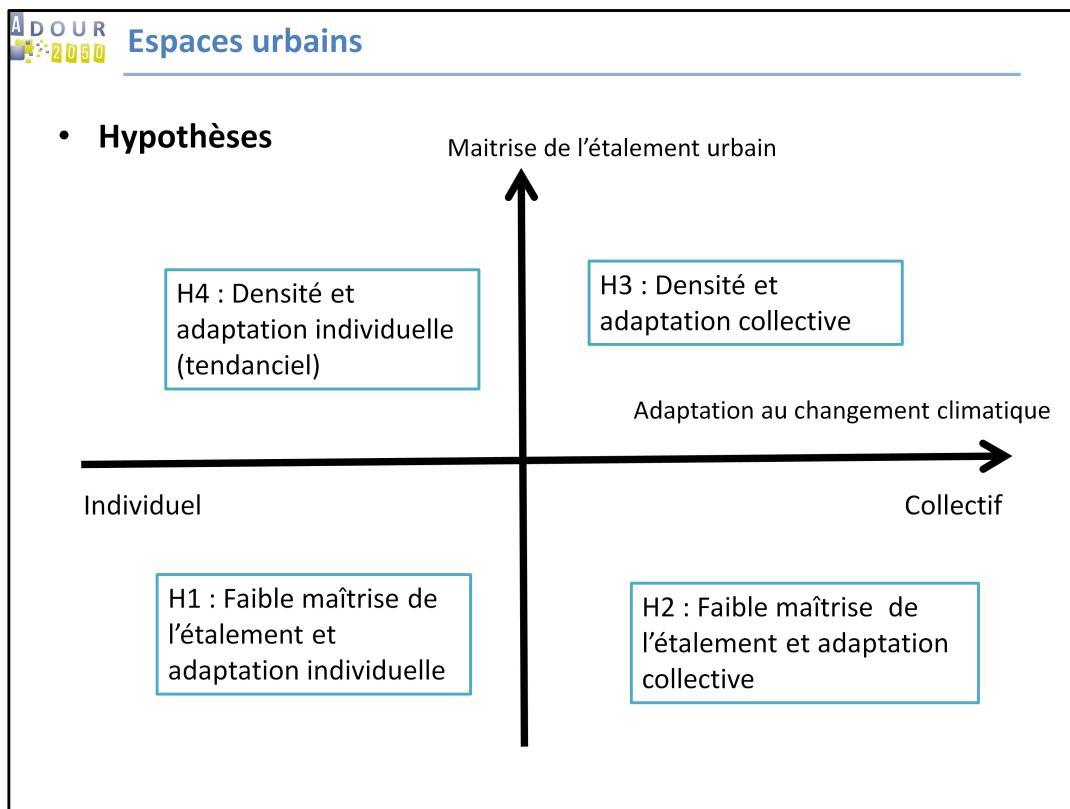 ADOUR
2050
Espaces urbains
• Hypothèses
Maitrise de l’étalement urbain
H4 : Densité et
adaptation individuelle
(tendanciel)
H3 : Densité et
adaptation collective
Adaptation au changement climatique
Individuel
Collectif
H1 : Faible maîtrise de
l’étalement et
adaptation individuelle
H2 : Faible maîtrise de
l’étalement et adaptation
collective